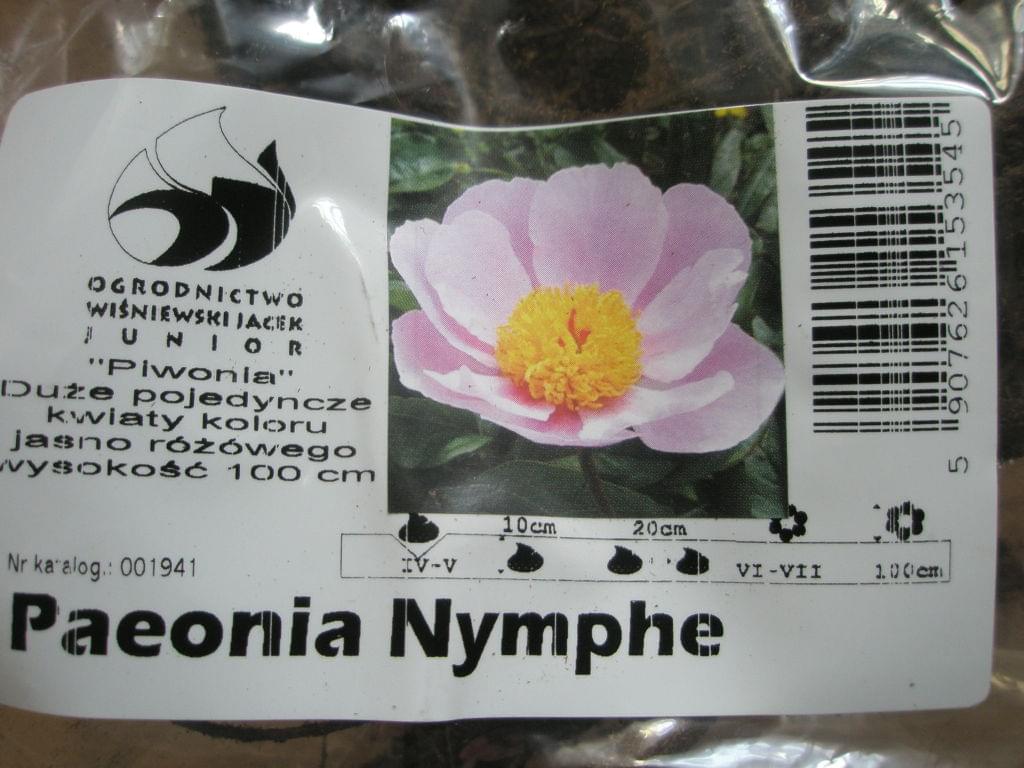 OGRODNICTWO
WIŚNIEWSKI JACEK
JUNIOR
"Piwonia"
Duże pojedyncze
kwiaty koloru
jasno różówego
wysokość 100 cm
5 907626 153545
10cm 20cm
IV-V VI-VII 100cm
Nr katalog.: 001941
Paeonia Nymphe